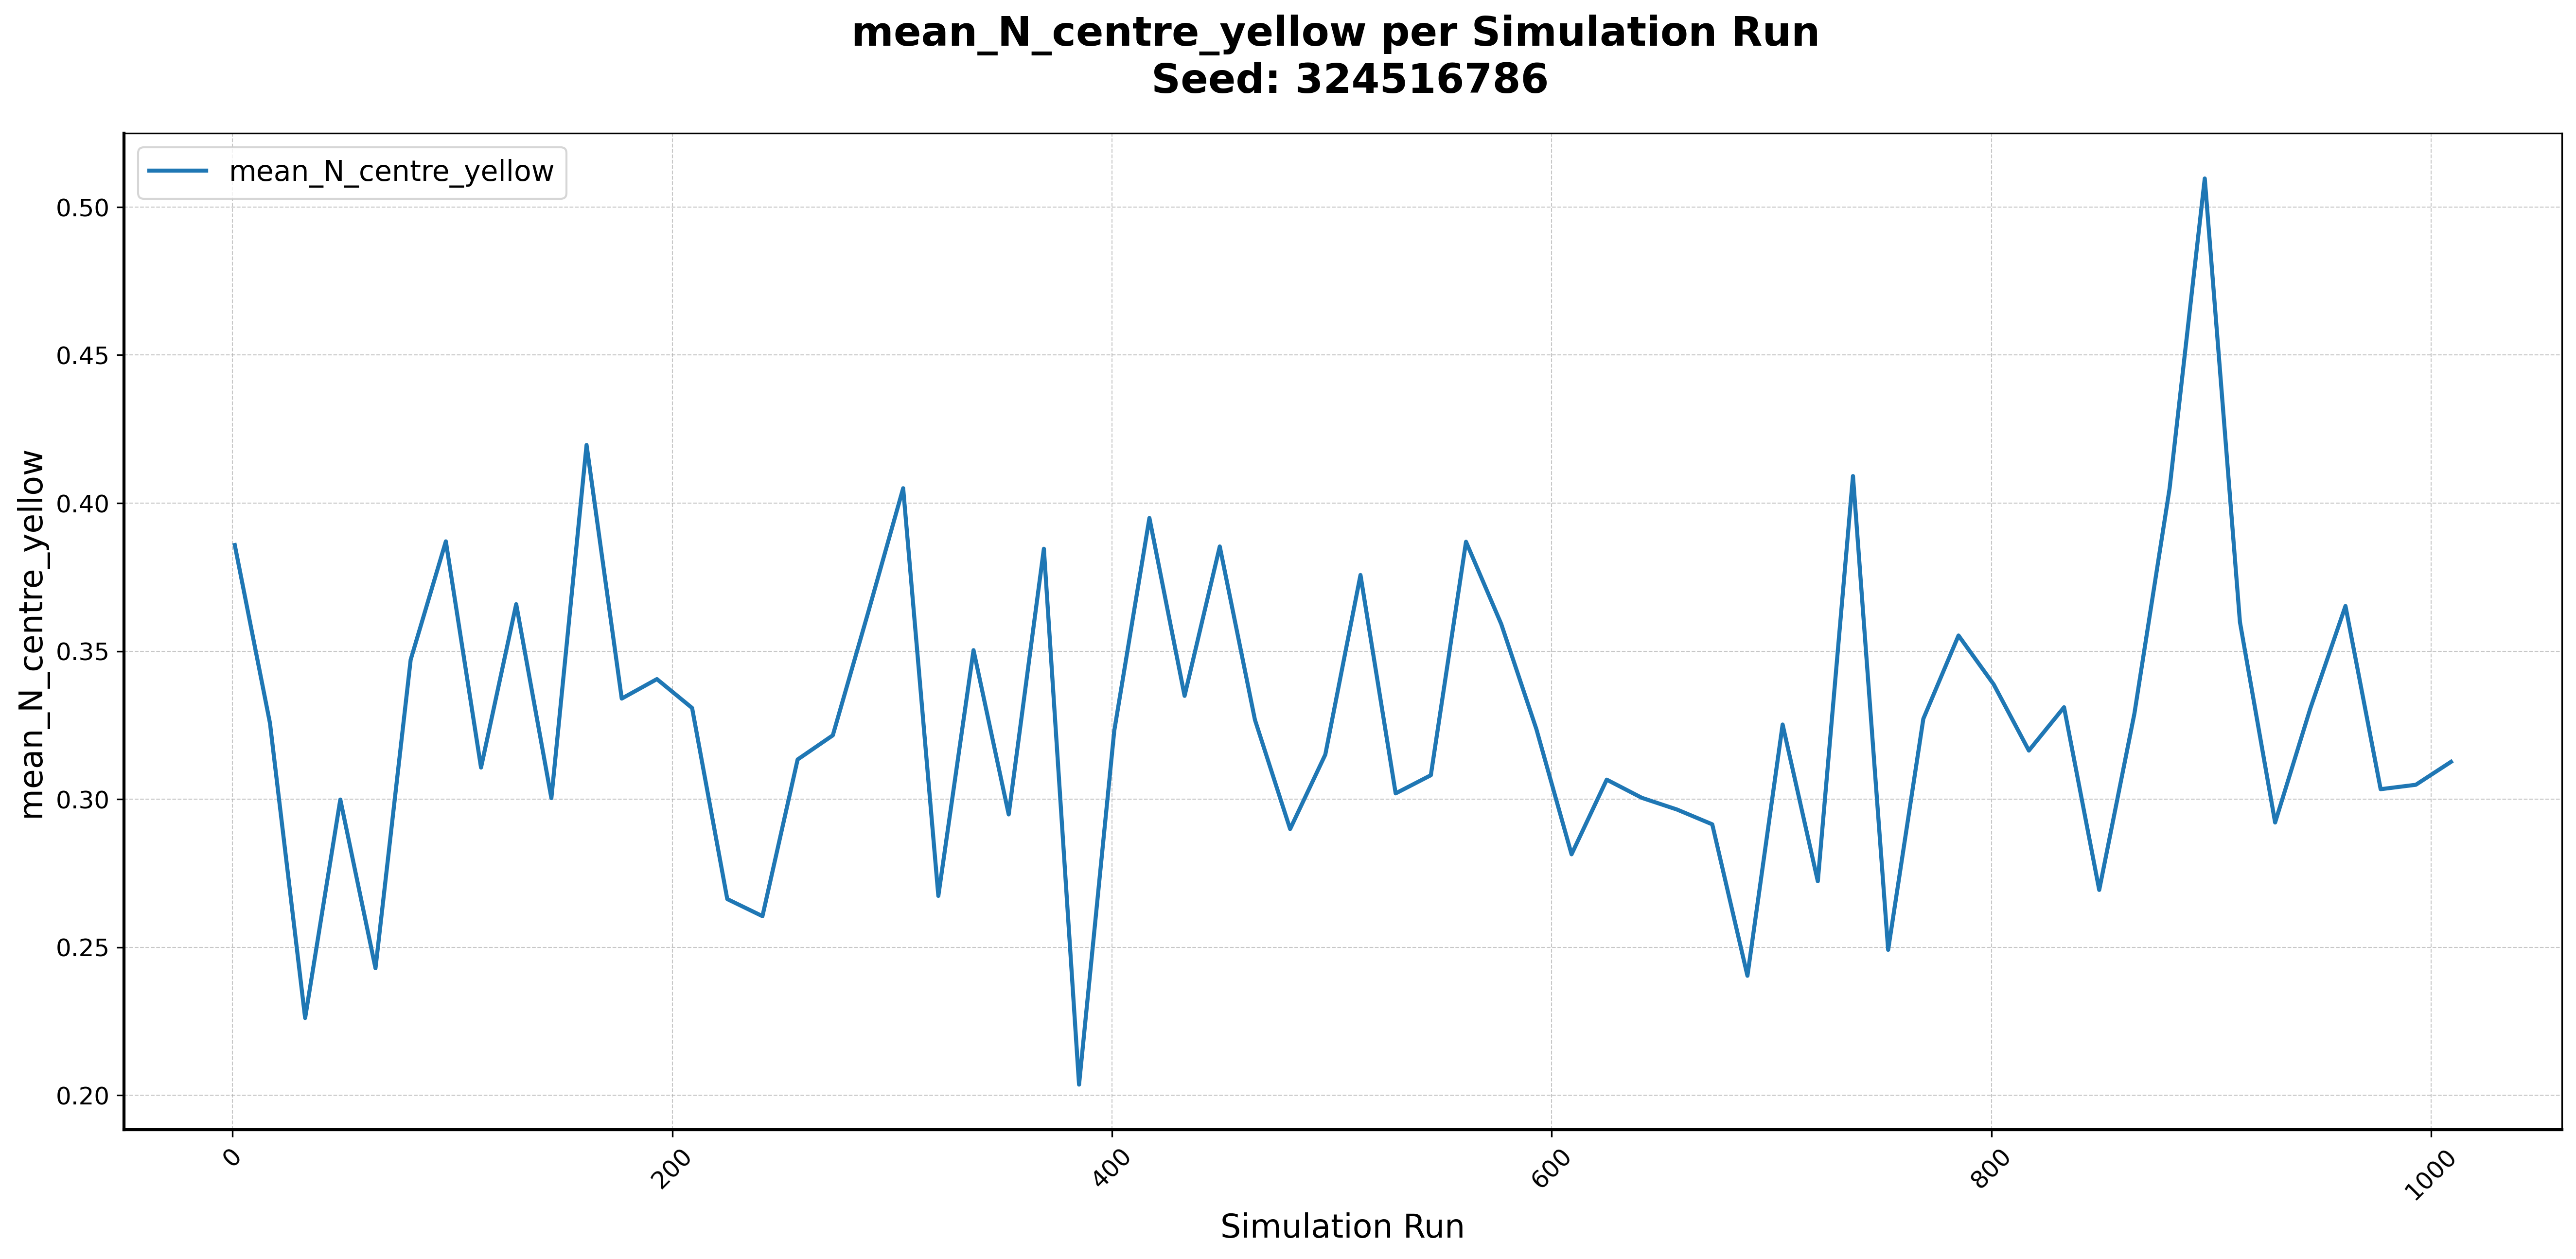 mean_N_centre_yellow per Simulation Run
Seed: 324516786
mean_N_centre_yellow
mean_N_centre_yellow
0.50
0.45
0.40
0.35
0.30
0.25
0.20
0
200
400
600
800
1000
Simulation Run